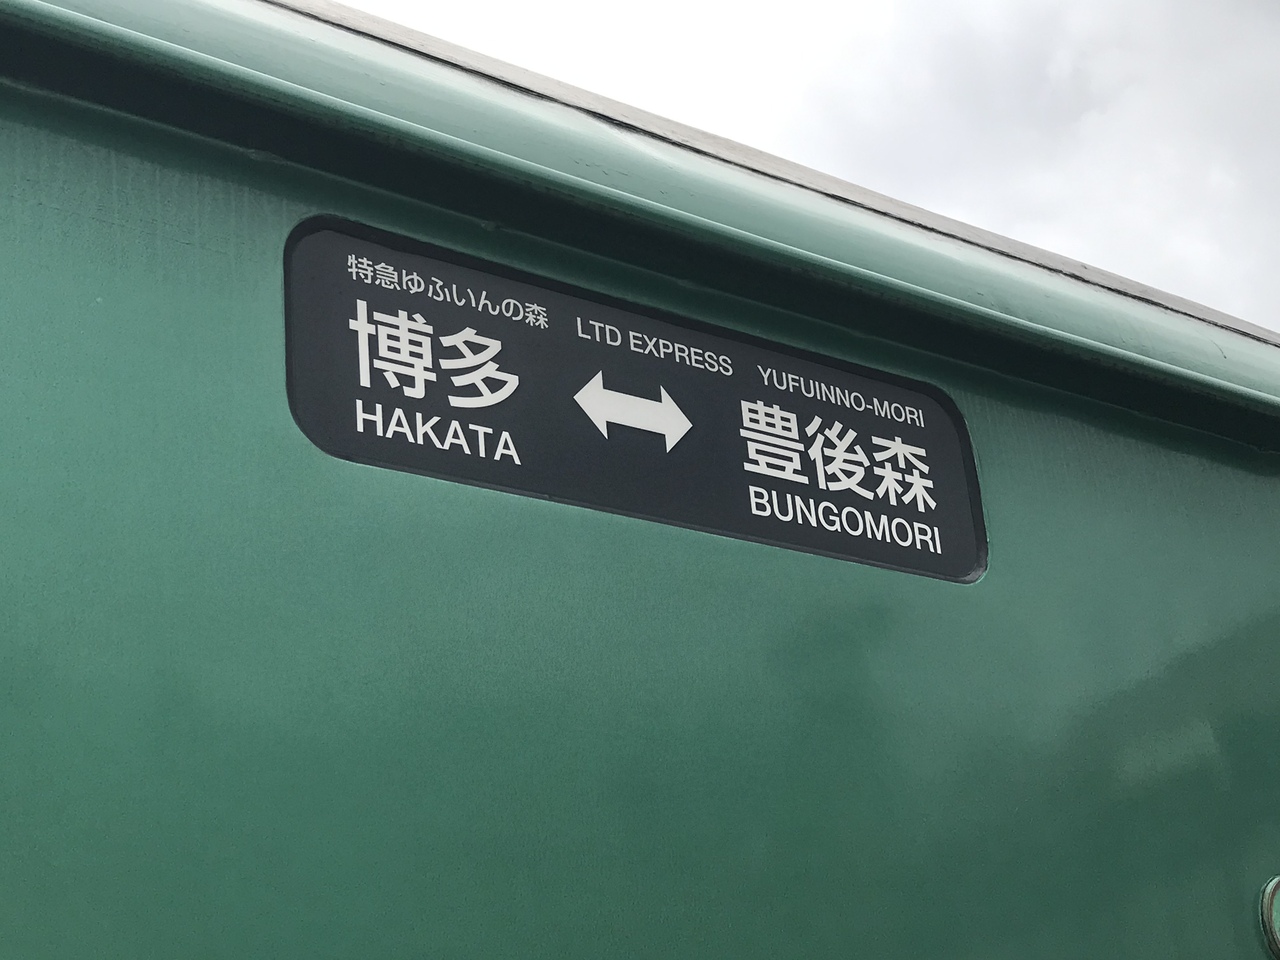 特急ゆふいんの森 LTD EXPRESS YUFUINNO-MORI
博多 ↔ 豊後森
HAKATA BUNGOMORI